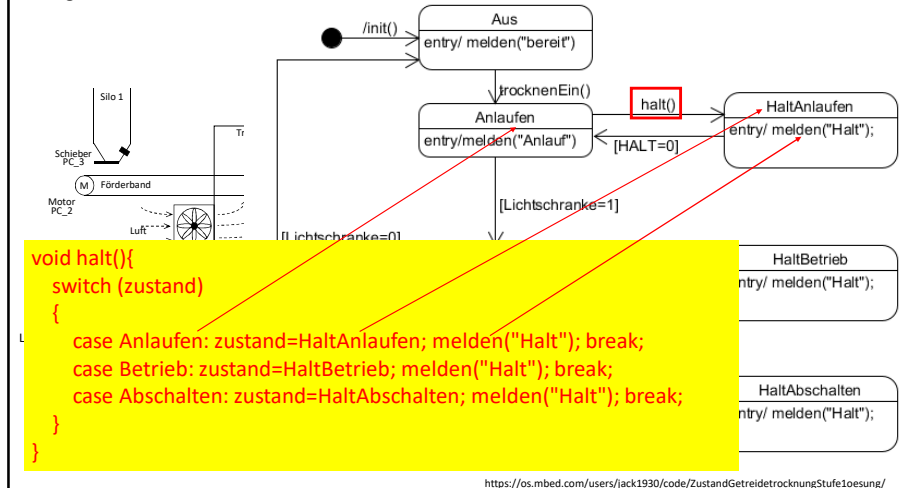 /init()
Aus
entry/ melden("bereit")
trocknenEin()
Anlaufen
entry/melden("Anlauf")
halt()
[HALT=0]
HaltAnlaufen
entry/ melden("Halt");
[Lichtschranke=1]
[Lichtschranke=0]
Silo 1
Tr
Schieber
PC_3
M
Förderband
Motor
PC_2
Luft
L
void halt(){
switch (zustand)
{
case Anlaufen: zustand=HaltAnlaufen; melden("Halt"); break;
case Betrieb: zustand=HaltBetrieb; melden("Halt"); break;
case Abschalten: zustand=HaltAbschalten; melden("Halt"); break;
}
}
HaltBetrieb
ntry/ melden("Halt");
HaltAbschalten
ntry/ melden("Halt");
https://os.mbed.com/users/jack1930/code/ZustandGetreidetrocknungStufe1oesung/